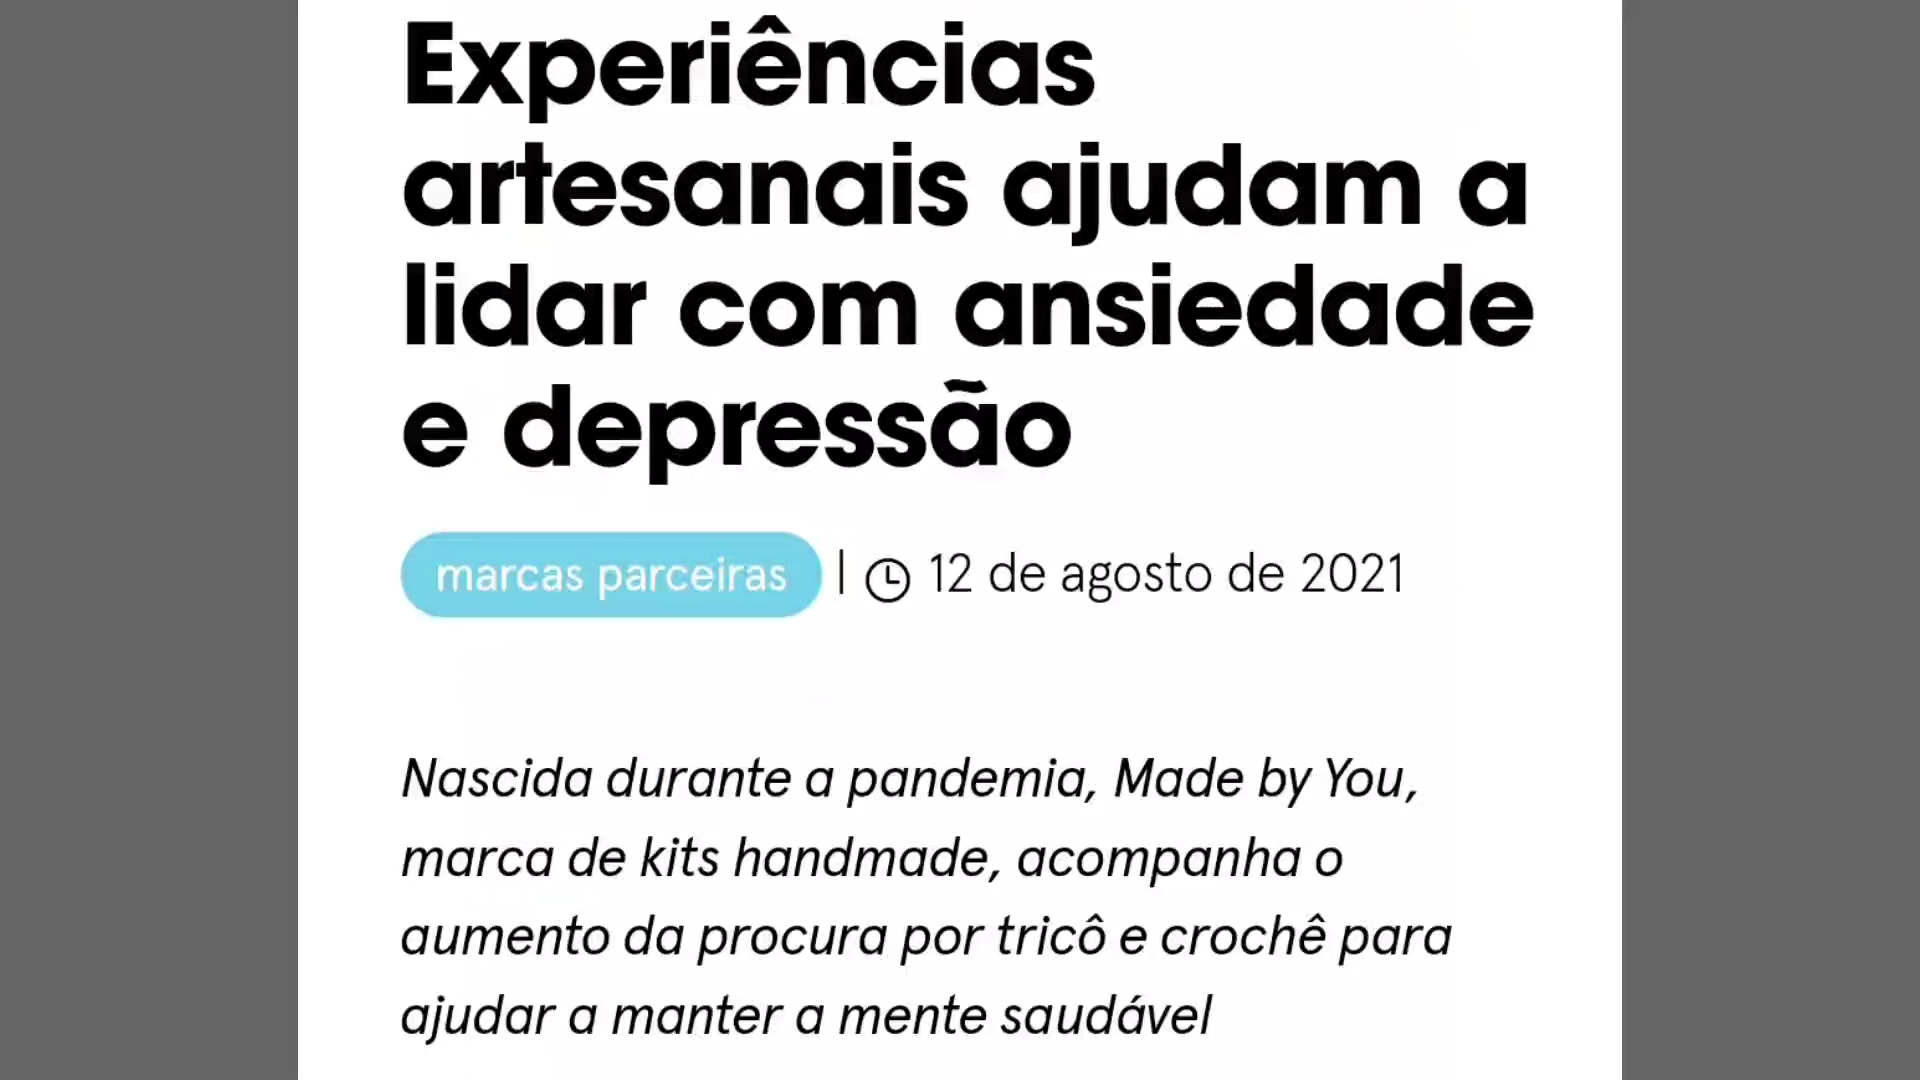 Experiências
artesanais ajudam a
lidar com ansiedade
e depressão
marcas parceiras | 12 de agosto de 2021
Nascida durante a pandemia, Made by You,
marca de kits handmade, acompanha o
aumento da procura por tricô e crochê para
ajudar a manter a mente saudável